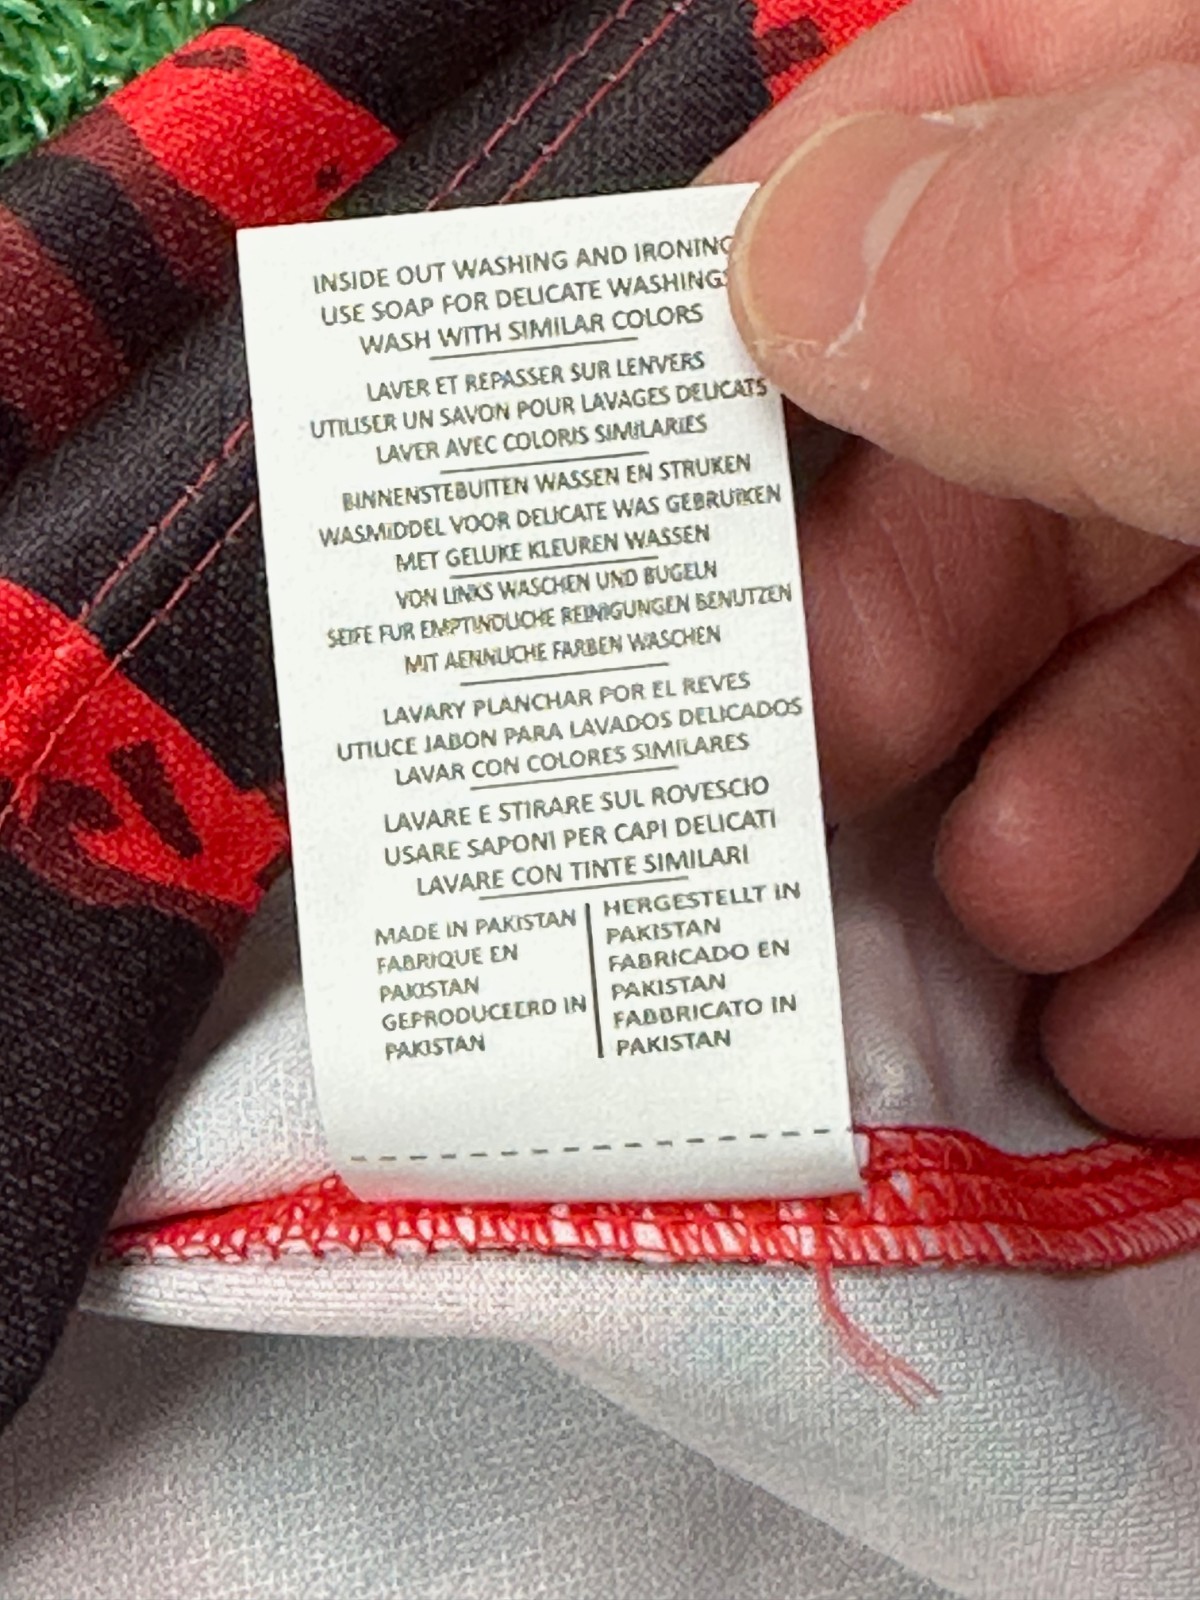 INSIDE OUT WASHING AND IRONING
USE SOAP FOR DELICATE WASHINGS
WASH WITH SIMILAR COLORS
LAVER ET REPASSER SUR LENVERS
UTILISER UN SAVON POUR LAVAGES DELICATS
LAVER AVEC COLORIS SIMILARIES
BINNENSTEBUITEN WASSEN EN STRUKEN
WASMIDDEL VOOR DELICATE WAS GEBRUIKEN
MET GELUKE KLEUREN WASSEN
VON LINKS WASCHEN UND BUGELN
SEIFE FUR EMPTINDLICHE REINIGUNGEN BENUTZEN
MIT AENNLICHE FARBEN WASCHEN
LAVARY PLANCHAR POR EL REVES
UTILICE JABON PARA LAVADOS DELICADOS
LAVAR CON COLORES SIMILARES
LAVARE E STIRARE SUL ROVESCIO
USARE SAPONI PER CAPI DELICATI
LAVARE CON TINTE SIMILARI
MADE IN PAKISTAN
FABRIQUE EN
PAKISTAN
GEPRODUCEERD IN
PAKISTAN
HERGESTELLT IN
PAKISTAN
FABRICADO EN
PAKISTAN
FABBRICATO IN
PAKISTAN